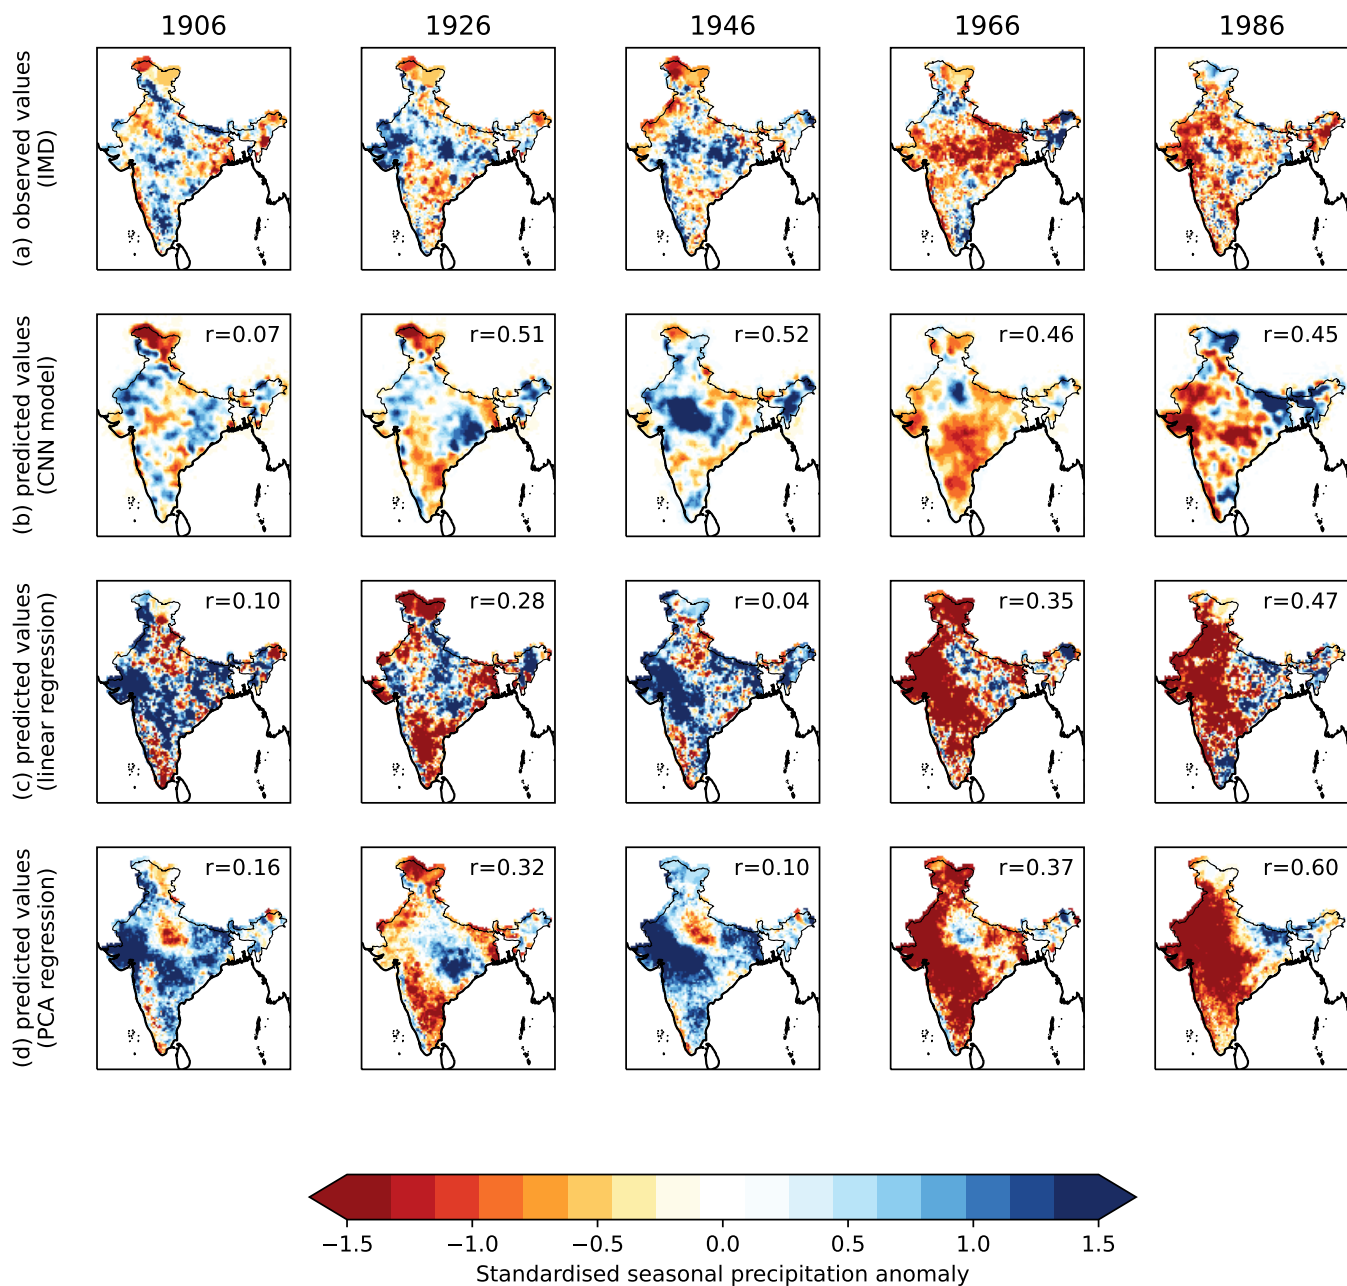 1906 1926 1946 1966 1986
(a) observed values
(IMD)
(b) predicted values
(CNN model)
r=0.07 r=0.51 r=0.52 r=0.46 r=0.45
(c) predicted values
(linear regression)
r=0.10 r=0.28 r=0.04 r=0.35 r=0.47
(d) predicted values
(PCA regression)
r=0.16 r=0.32 r=0.10 r=0.37 r=0.60
−1.5 −1.0 −0.5 0.0 0.5 1.0 1.5
Standardised seasonal precipitation anomaly